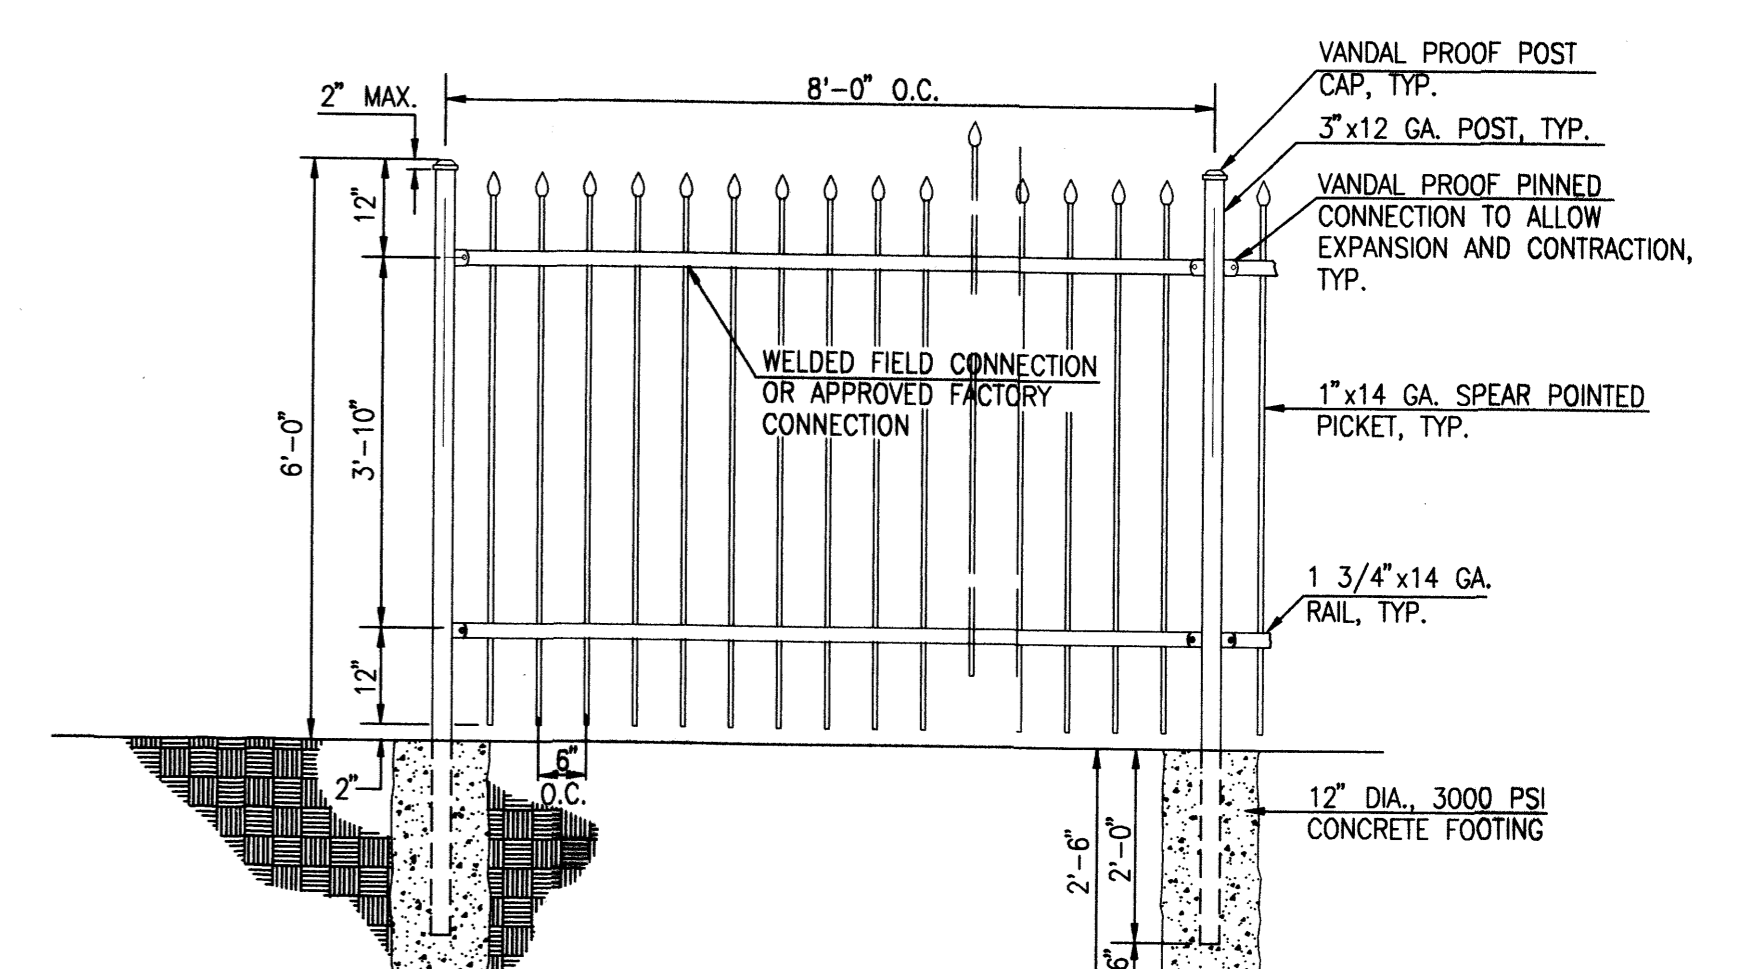 VANDAL PROOF POST
CAP, TYP.
8'-0" O.C.
2" MAX.
3"x12 GA. POST, TYP.
VANDAL PROOF PINNED
CONNECTION TO ALLOW
EXPANSION AND CONTRACTION,
TYP.
12"
WELDED FIELD CONNECTION
OR APPROVED FACTORY
CONNECTION
1"x14 GA. SPEAR POINTED
PICKET, TYP.
6'-0"
3'-10"
1 3/4"x14 GA.
RAIL, TYP.
12"
6"
O.C.
2"
12" DIA., 3000 PSI
CONCRETE FOOTING
2'-6"
2'-0"
6"